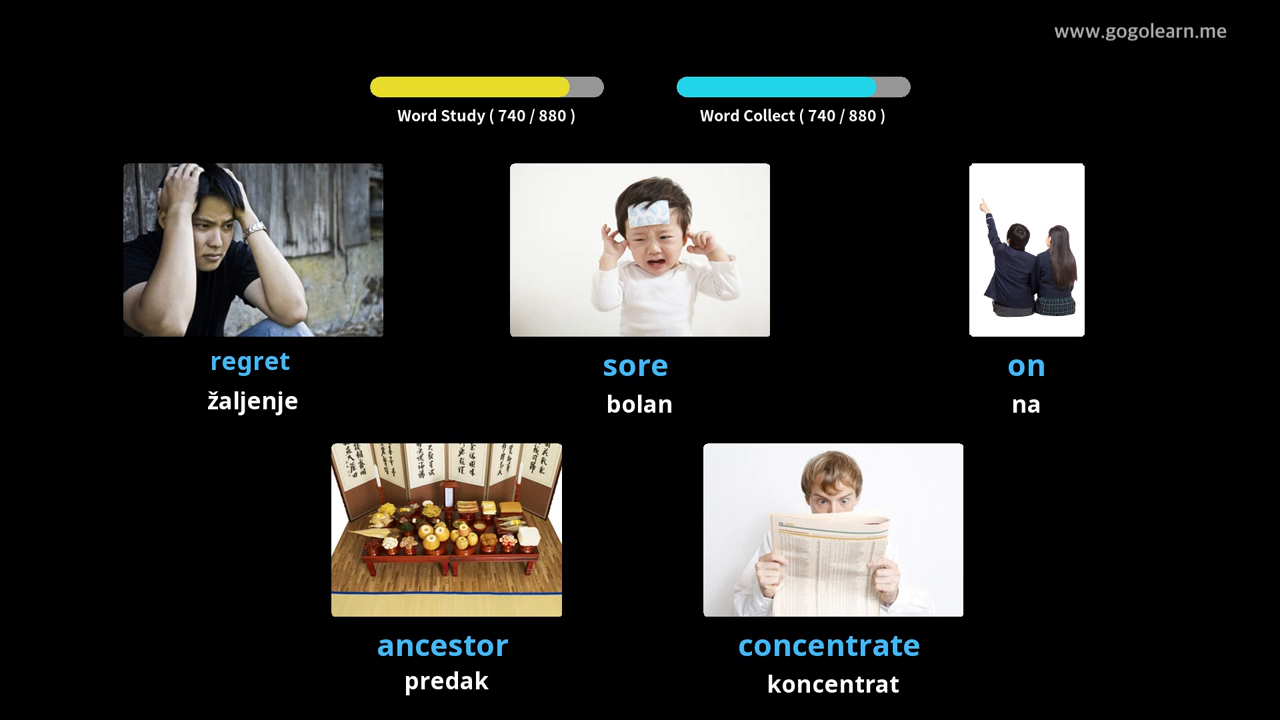 www.gogolearn.me
Word Study ( 740 / 880 )
Word Collect ( 740 / 880 )
regret
žaljenje
sore
bolan
on
na
ancestor
predak
concentrate
koncentrat